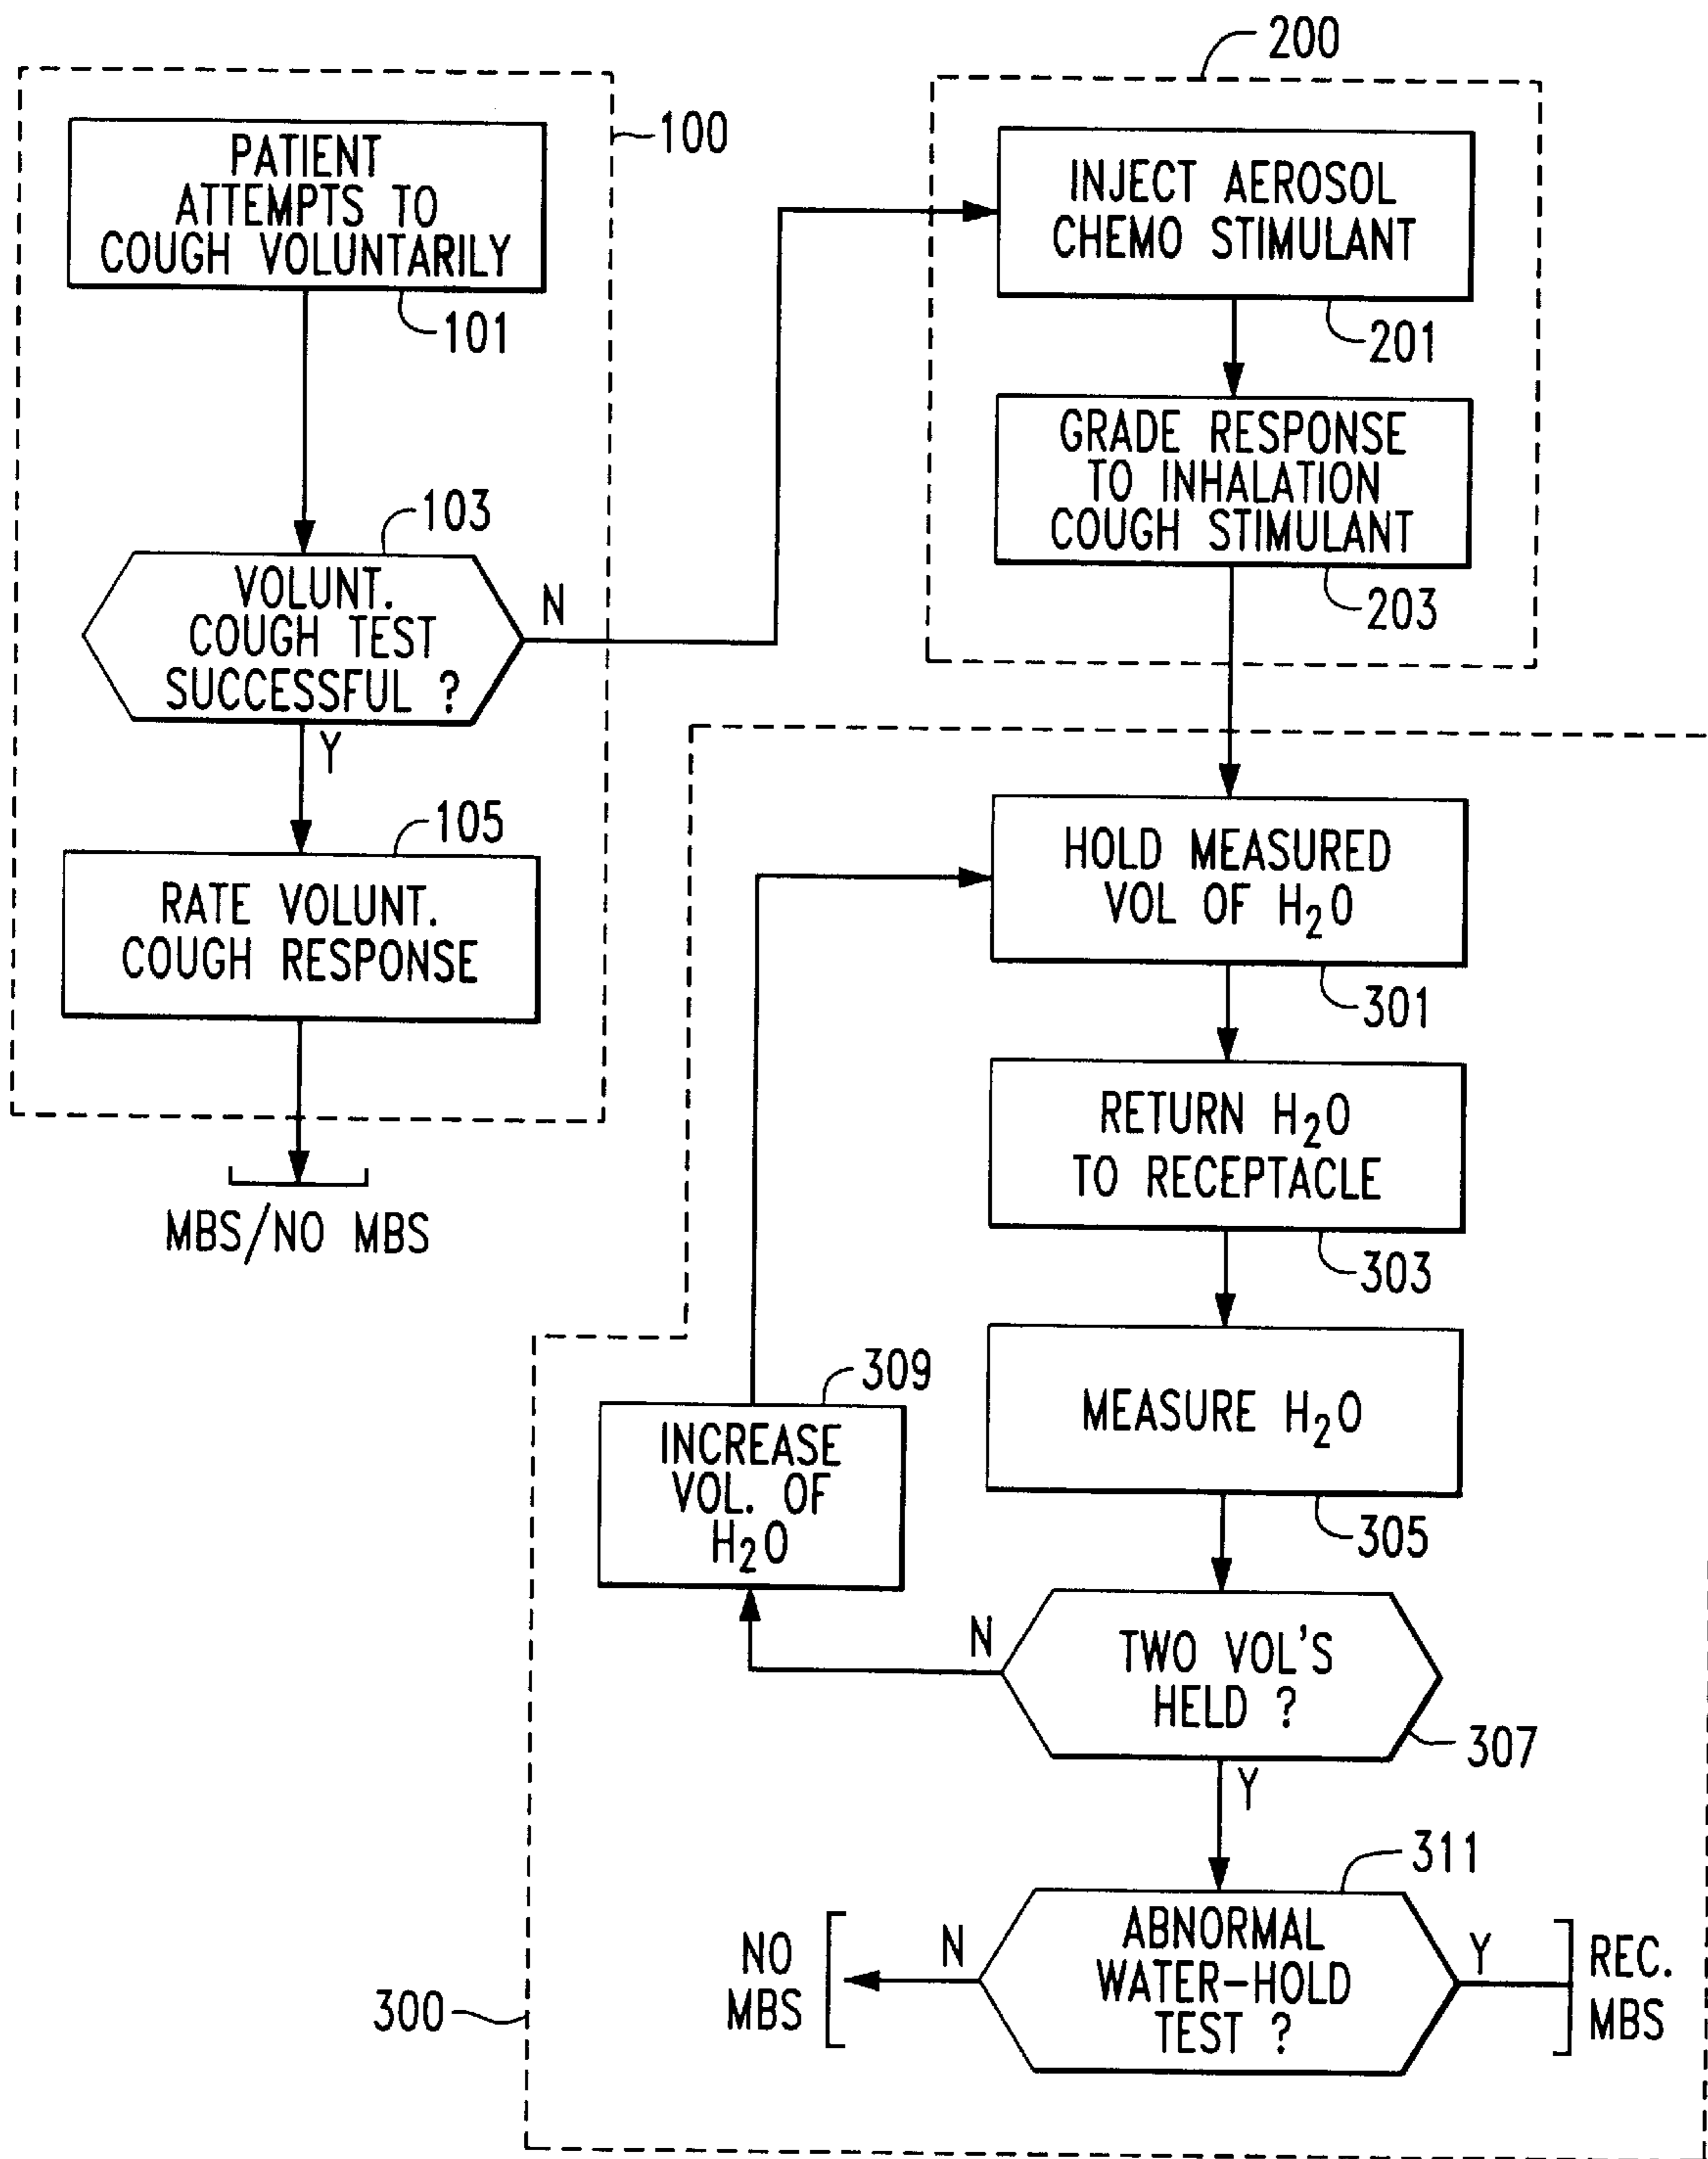 100
PATIENT
ATTEMPTS TO
COUGH VOLUNTARILY
101
103
VOLUNT.
COUGH TEST
SUCCESSFUL ?
N
Y
105
RATE VOLUNT.
COUGH RESPONSE
MBS/NO MBS
200
INJECT AEROSOL
CHEMO STIMULANT
201
GRADE RESPONSE
TO INHALATION
COUGH STIMULANT
203
HOLD MEASURED
VOL OF H₂O
301
RETURN H₂O
TO RECEPTACLE
303
MEASURE H₂O
305
309
INCREASE
VOL. OF
H₂O
N
TWO VOL'S
HELD ?
307
Y
311
ABNORMAL
WATER-HOLD
TEST ?
N
NO
MBS
Y
REC.
MBS
300